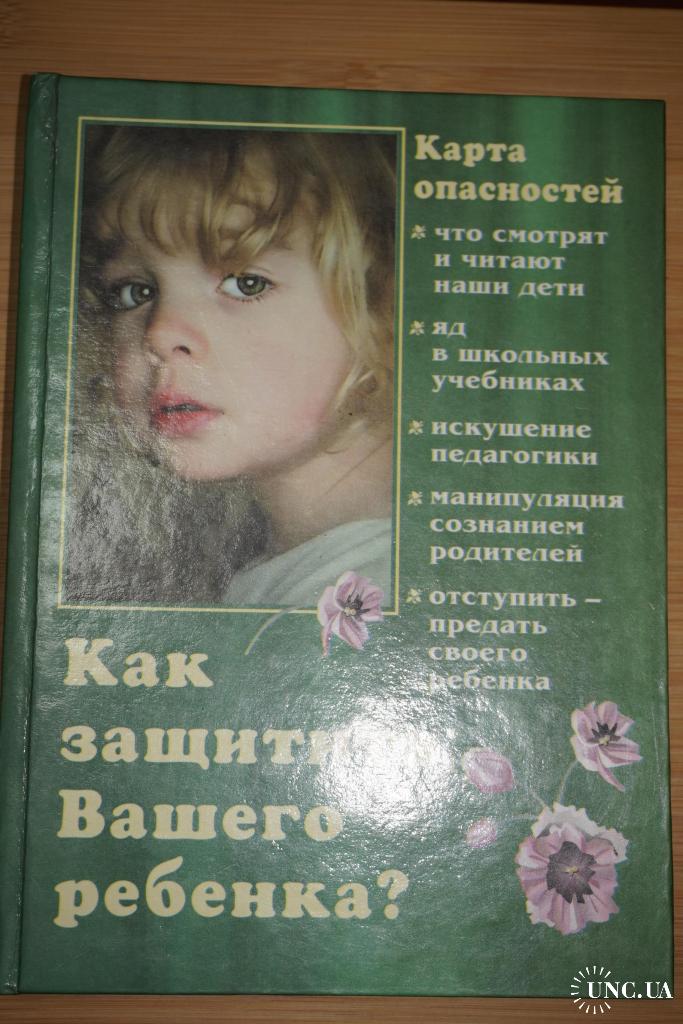 Карта
опасностей
что смотрят
и читают
наши дети
яд
в школьных
учебниках
искушение
педагогики
манипуляция
сознанием
родителей
отступить –
предать
своего
ребенка
Как
защитить
Вашего
ребенка?
UNC.UA